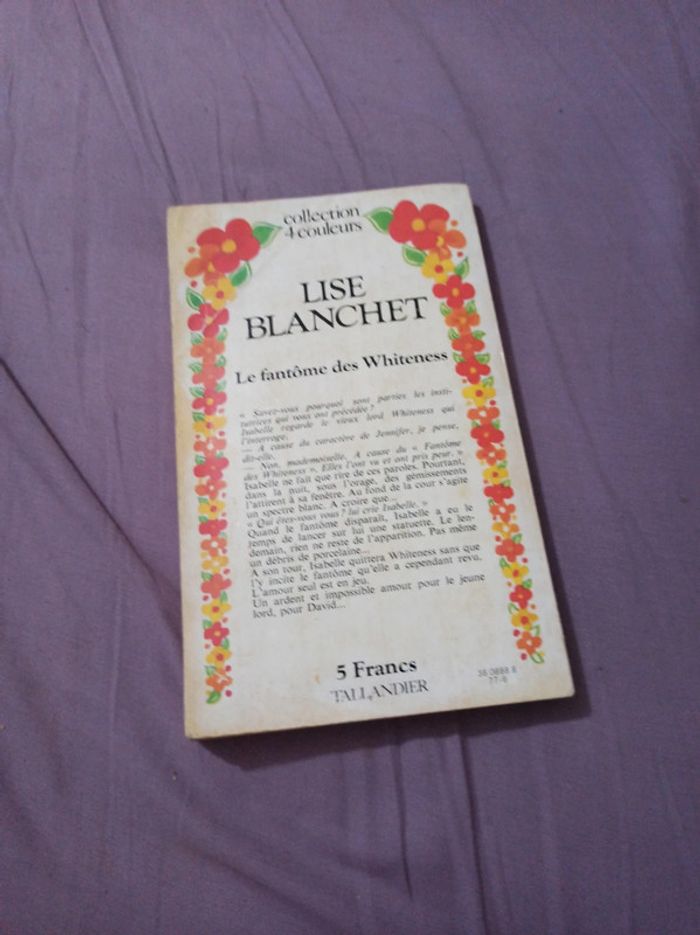 collection
4 couleurs
LISE
BLANCHET
Le fantôme des Whiteness
« Savez-vous pourquoi sont parties les insti-
tutrices qui vous ont précédée ?
Isabelle regarde le vieux lord Whiteness qui
l'interroge.
— A cause du caractère de Jennifer, je pense,
dit-elle.
— Non, mademoiselle. A cause du « Fantôme
des Whiteness ». Elles l'ont vu et ont pris peur. »
Isabelle ne fait que rire de ces paroles. Pourtant,
dans la nuit, sous l'orage, des gémissements
l'attirent à sa fenêtre. Au fond de la cour s'agite
un spectre blanc. A croire que...
« Qui êtes-vous vous ? lui crie Isabelle. »
Quand le fantôme disparaît, Isabelle a eu le
temps de lancer sur lui une statuette. Le len-
demain, rien ne reste de l'apparition. Pas même
un débris de porcelaine...
A son tour, Isabelle quittera Whiteness sans que
l'y incite le fantôme qu'elle a cependant revu.
L'amour seul est en jeu.
Un ardent et impossible amour pour le jeune
lord, pour David...
5 Francs
TALLANDIER
77-6